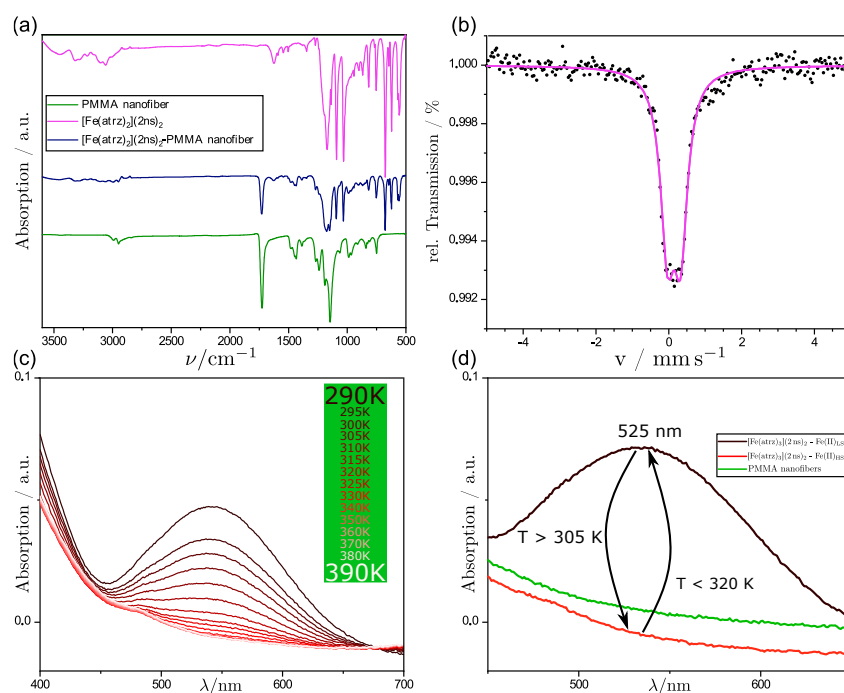 (a)
Absorption / a.u.
PMMA nanofiber
[Fe(atrz)₂](2ns)₂
[Fe(atrz)₂](2ns)₂-PMMA nanofiber
3500 3000 2500 2000 1500 1000 500
ν/cm⁻¹
(b)
rel. Transmission / %
1.000
0.998
0.996
0.994
0.992
-4 -2 0 2 4
v / mm s⁻¹
(c)
Absorption / a.u.
0.1
0.0
290K
295K
300K
305K
310K
315K
320K
325K
330K
340K
350K
360K
370K
380K
390K
400 500 600 700
λ/nm
(d)
Absorption / a.u.
0.1
0.0
525 nm
[Fe(atrz)₃](2ns)₂ - Fe(II)LS
[Fe(atrz)₃](2ns)₂ - Fe(II)HS
PMMA nanofibers
T > 305 K
T < 320 K
500 600
λ/nm